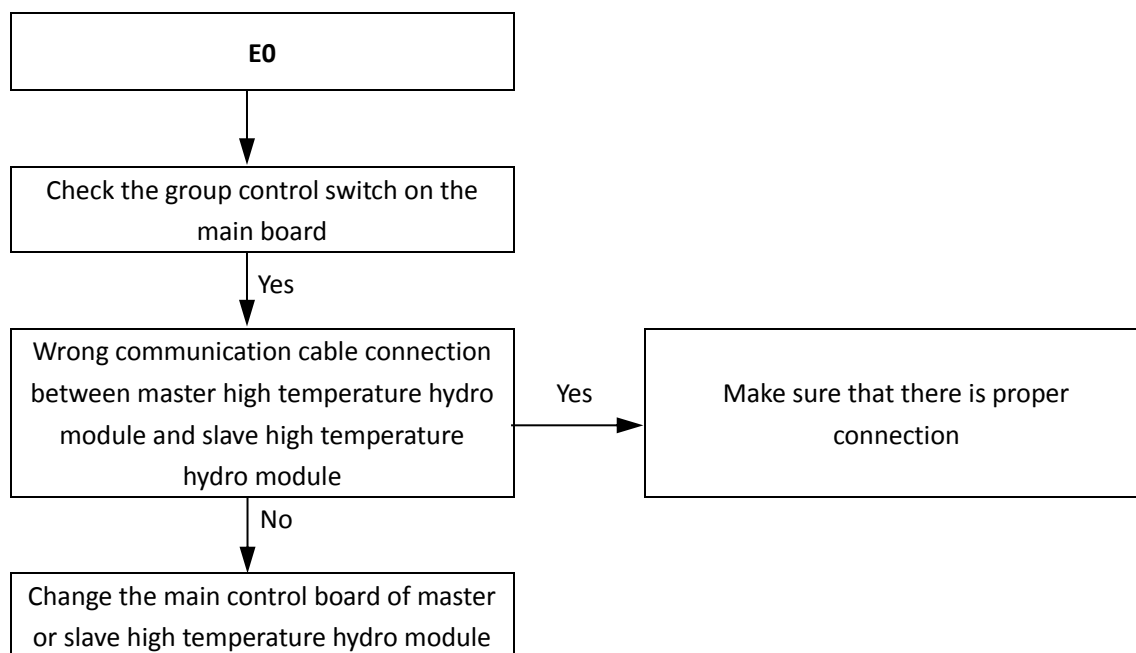 E0
Check the group control switch on the
main board
Yes
Wrong communication cable connection
between master high temperature hydro
module and slave high temperature
hydro module
Yes
Make sure that there is proper
connection
No
Change the main control board of master
or slave high temperature hydro module